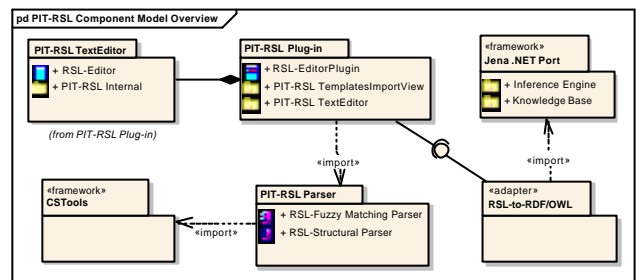 pd PIT-RSL Component Model Overview
PIT-RSL TextEditor
+ RSL-Editor
+ PIT-RSL Internal
(from PIT-RSL Plug-in)
PIT-RSL Plug-in
+ RSL-EditorPlugin
+ PIT-RSL TemplatesImportView
+ PIT-RSL TextEditor
«framework»
Jena .NET Port
+ Inference Engine
+ Knowledge Base
«import»
«import»
«framework»
CSTools
«import»
PIT-RSL Parser
+ RSL-Fuzzy Matching Parser
+ RSL-Structural Parser
«adapter»
RSL-to-RDF/OWL